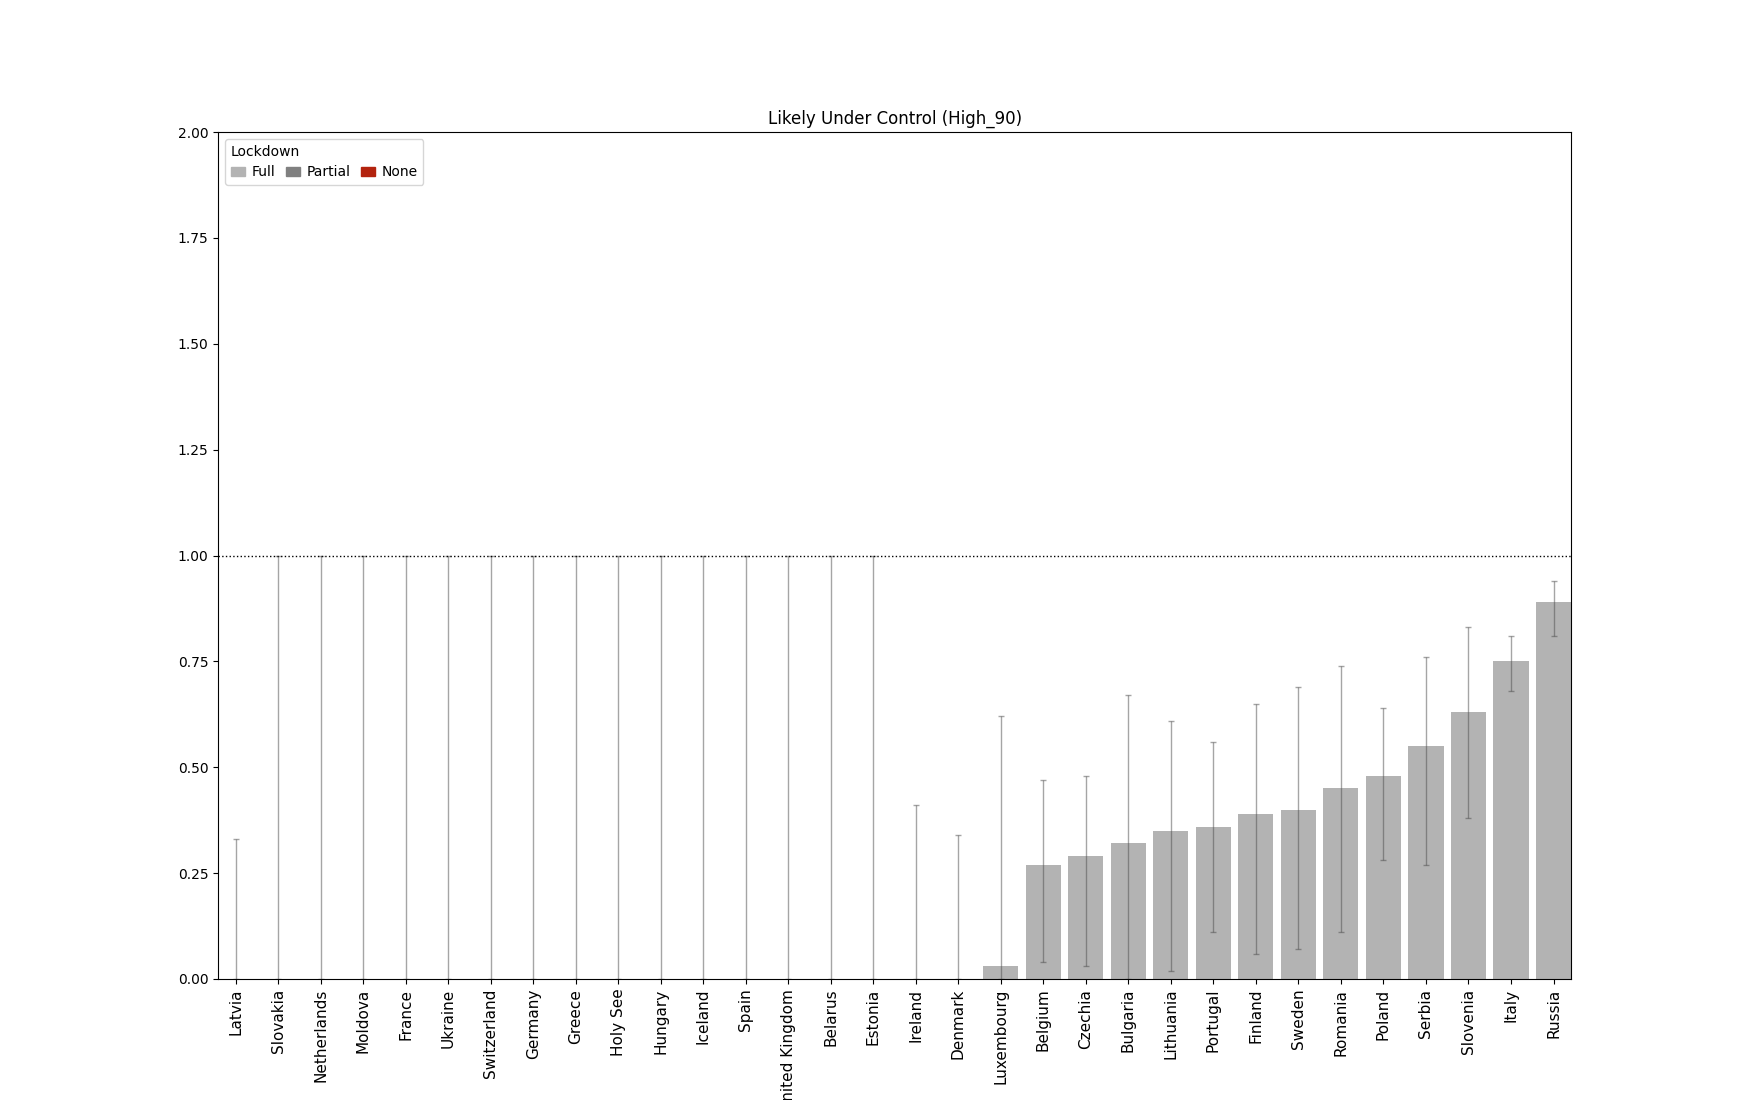 Likely Under Control (High_90)
Lockdown
Full Partial None
2.00
1.75
1.50
1.25
1.00
0.75
0.50
0.25
0.00
Latvia
Slovakia
Netherlands
Moldova
France
Ukraine
Switzerland
Germany
Greece
Holy See
Hungary
Iceland
Spain
nited Kingdom
Belarus
Estonia
Ireland
Denmark
Luxembourg
Belgium
Czechia
Bulgaria
Lithuania
Portugal
Finland
Sweden
Romania
Poland
Serbia
Slovenia
Italy
Russia